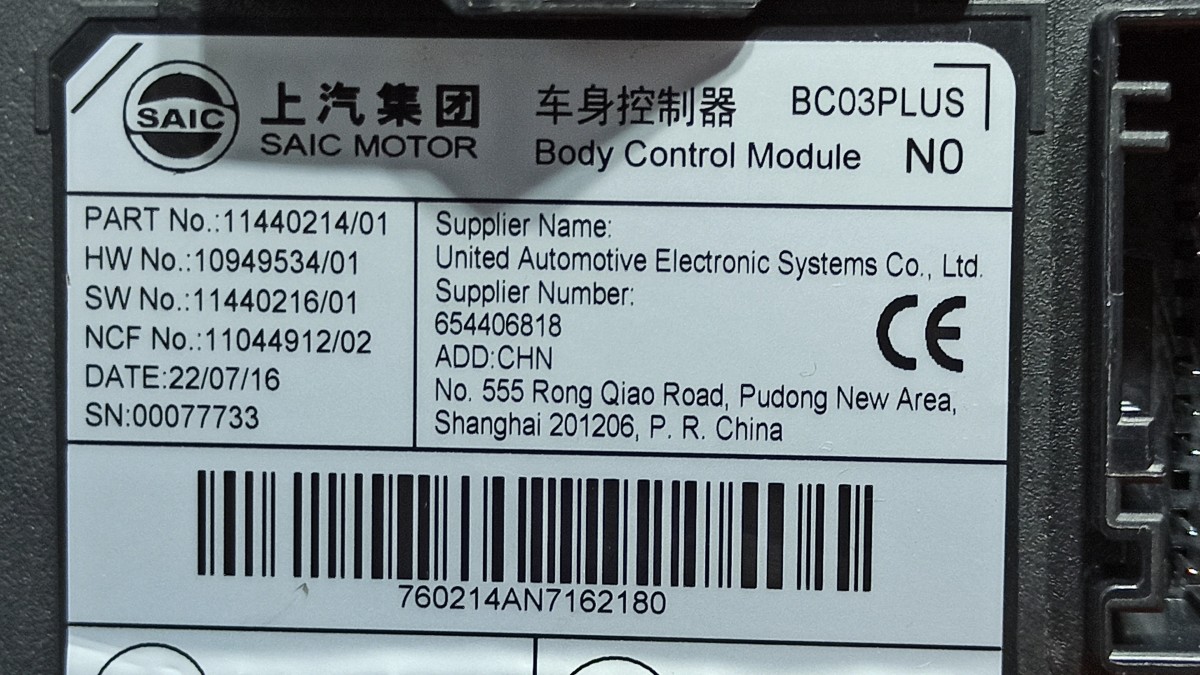 SAIC
上汽集团
SAIC MOTOR
车身控制器 BC03PLUS
Body Control Module N0
PART No.:11440214/01
HW No.:10949534/01
SW No.:11440216/01
NCF No.:11044912/02
DATE:22/07/16
SN:00077733
Supplier Name:
United Automotive Electronic Systems Co., Ltd.
Supplier Number:
654406818
ADD:CHN
No. 555 Rong Qiao Road, Pudong New Area,
Shanghai 201206, P. R. China
CE
760214AN7162180